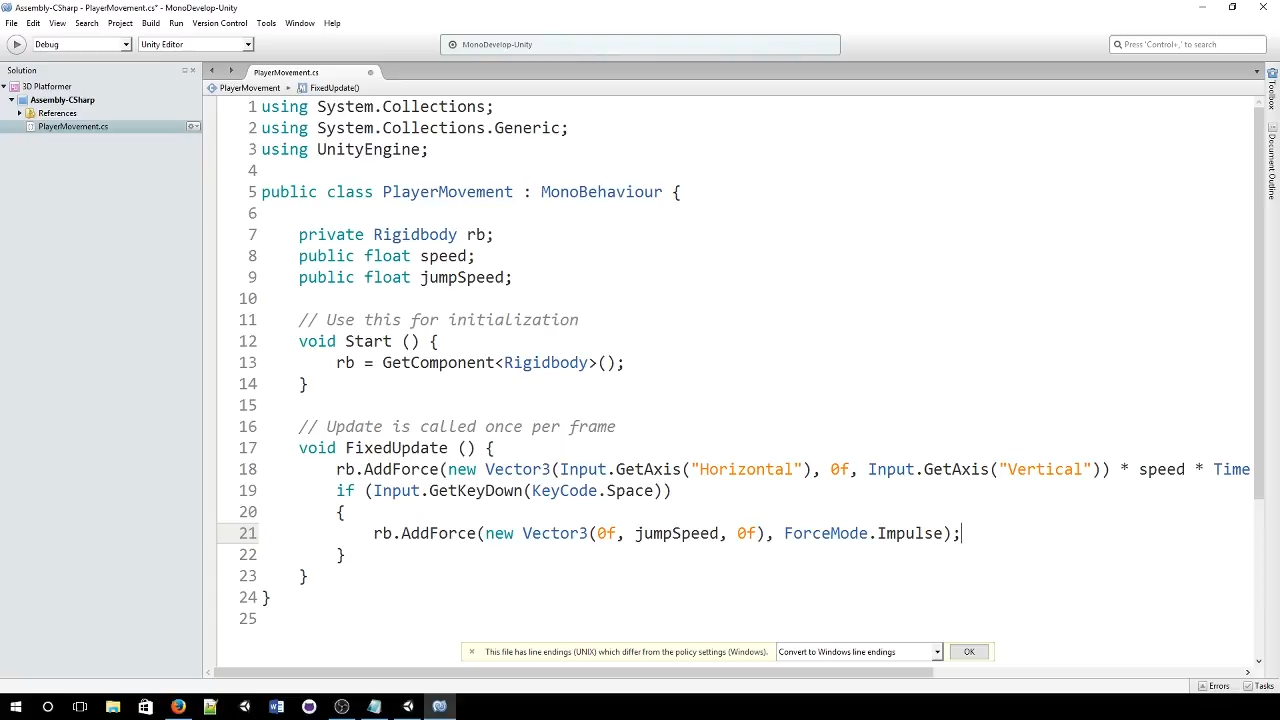 Assembly-CSharp - PlayerMovement.cs* - MonoDevelop-Unity
File Edit View Search Project Build Run Version Control Tools Window Help
Debug Unity Editor MonoDevelop-Unity Press 'Control+,' to search
Solution
PlayerMovement.cs
3D Platformer
PlayerMovement FixedUpdate()
Assembly-CSharp
References
PlayerMovement.cs
Toolbox
Document Outline
1 using System.Collections;
2 using System.Collections.Generic;
3 using UnityEngine;
4
5 public class PlayerMovement : MonoBehaviour {
6
7 private Rigidbody rb;
8 public float speed;
9 public float jumpSpeed;
10
11 // Use this for initialization
12 void Start () {
13 rb = GetComponent<Rigidbody>();
14 }
15
16 // Update is called once per frame
17 void FixedUpdate () {
18 rb.AddForce(new Vector3(Input.GetAxis("Horizontal"), 0f, Input.GetAxis("Vertical")) * speed * Time
19 if (Input.GetKeyDown(KeyCode.Space))
20 {
21 rb.AddForce(new Vector3(0f, jumpSpeed, 0f), ForceMode.Impulse);
22 }
23 }
24 }
25
This file has line endings (UNIX) which differ from the policy settings (Windows). Convert to Windows line endings OK
Errors Tasks